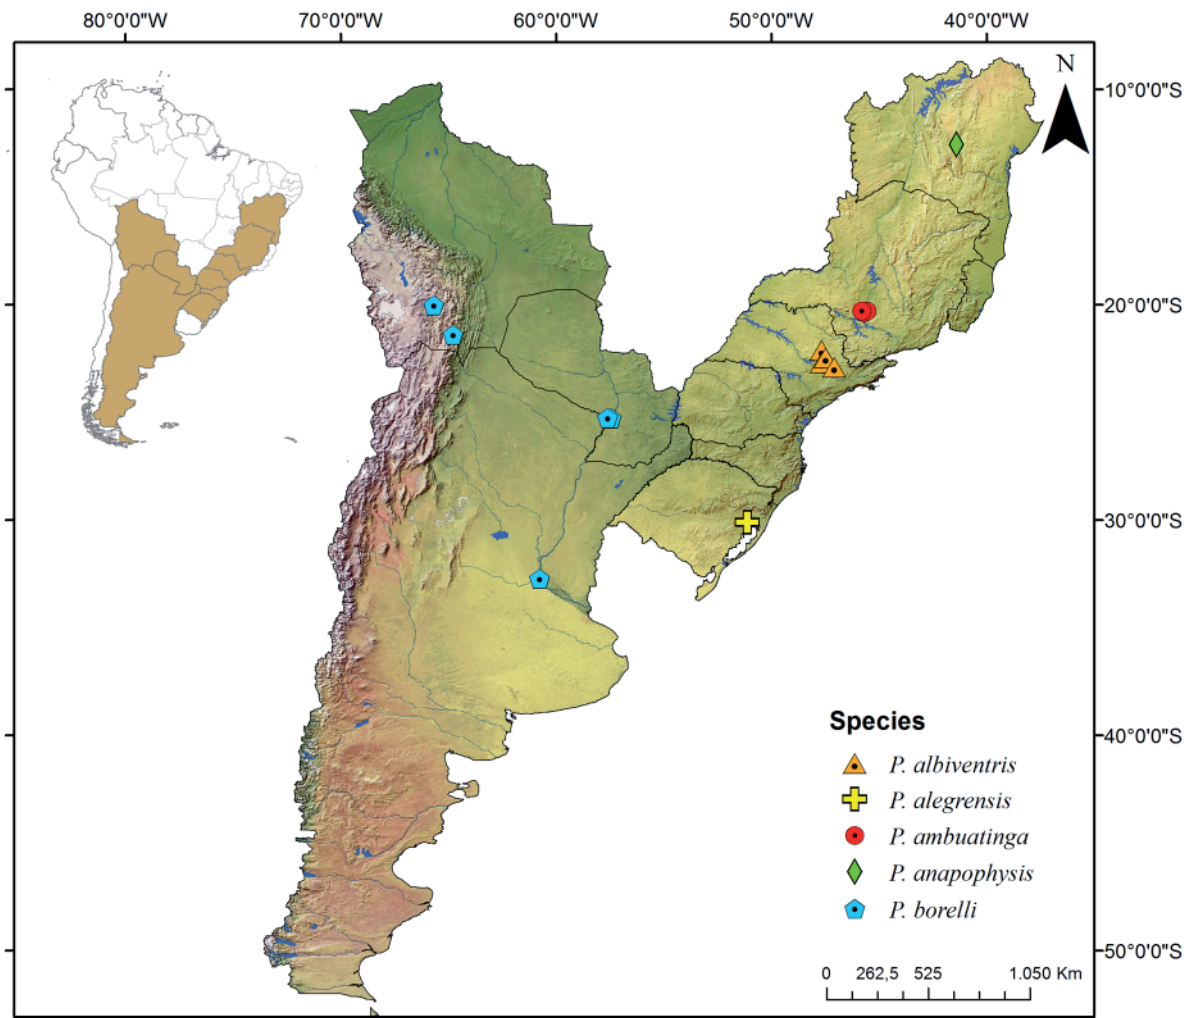 80°0'0"W 70°0'0"W 60°0'0"W 50°0'0"W 40°0'0"W
N
10°0'0"S
20°0'0"S
30°0'0"S
40°0'0"S
50°0'0"S
Species
P. albiventris
P. alegrensis
P. ambuatinga
P. anapophysis
P. borelli
0 262,5 525 1.050 Km